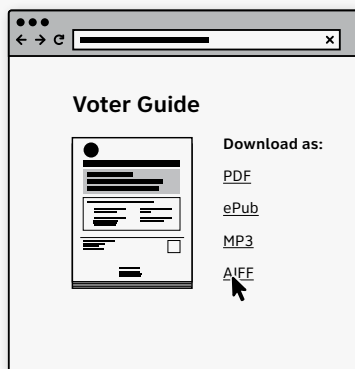 Voter Guide
Download as:
PDF
ePub
MP3
AIFF